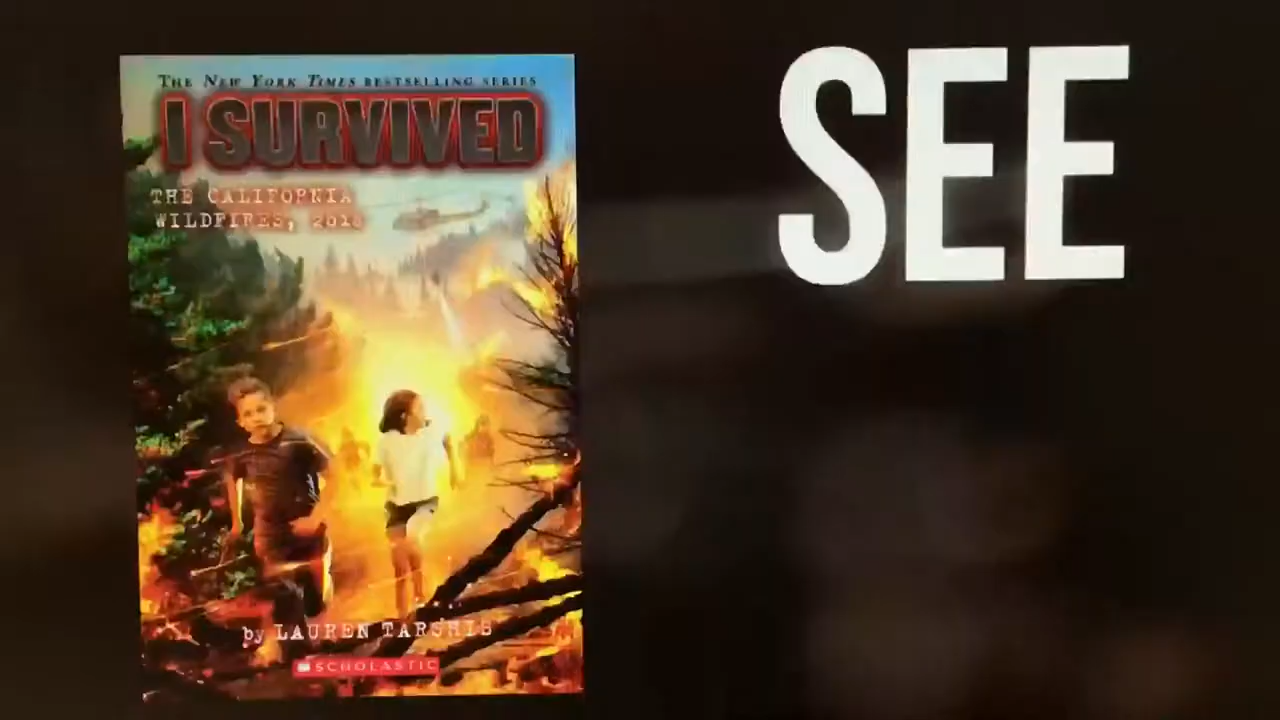 THE NEW YORK TIMES BESTSELLING SERIES
I SURVIVED
THE CALIFORNIA
WILDFIRES, 2018
by LAUREN TARSHIS
SCHOLASTIC
SEE